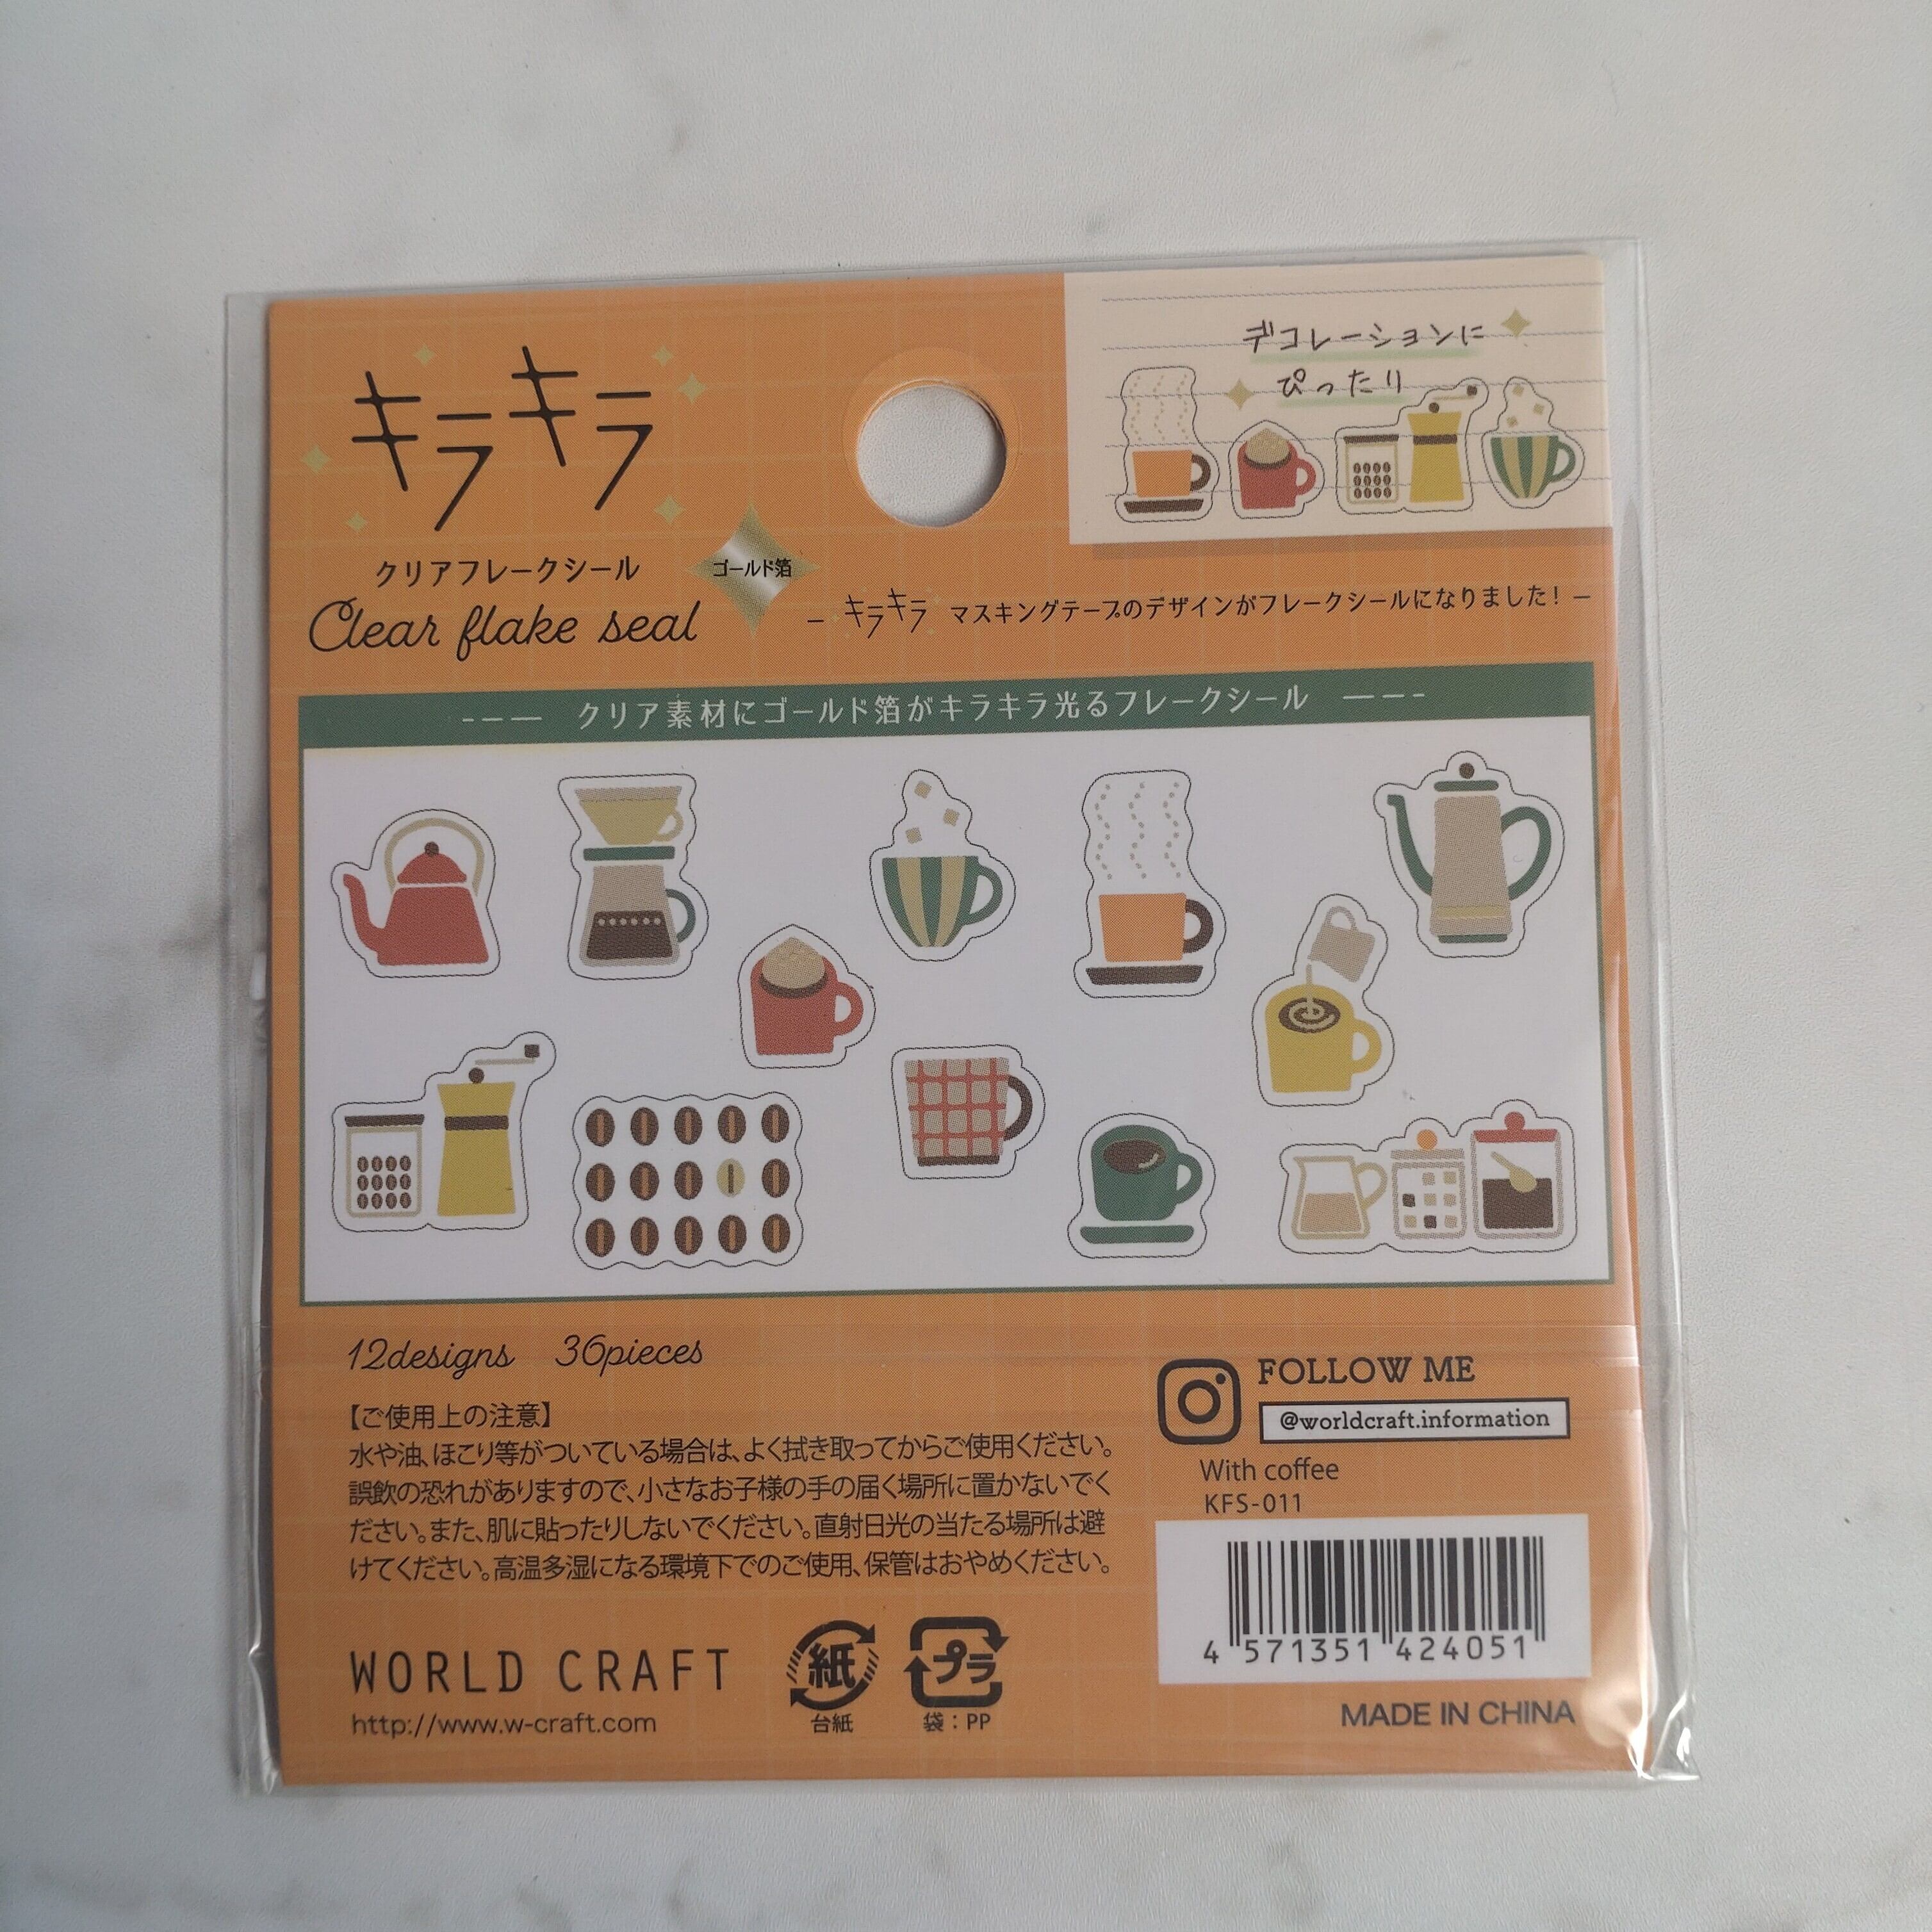 キラキラ
クリアフレークシール
Clear flake seal
ゴールド箔
デコレーションに
ぴったり
— キラキラ マスキングテープのデザインがフレークシールになりました! —
クリア素材にゴールド箔がキラキラ光るフレークシール
12designs 36pieces
【ご使用上の注意】
水や油、ほこり等がついている場合は、よく拭き取ってからご使用ください。
誤飲の恐れがありますので、小さなお子様の手の届く場所に置かないでく
ださい。また、肌に貼ったりしないでください。直射日光の当たる場所は避
けてください。高温多湿になる環境下でのご使用、保管はおやめください。
WORLD CRAFT
http://www.w-craft.com
紙
台紙
プラ
袋:PP
FOLLOW ME
@worldcraft.information
With coffee
KFS-011
4 571351 424051
MADE IN CHINA